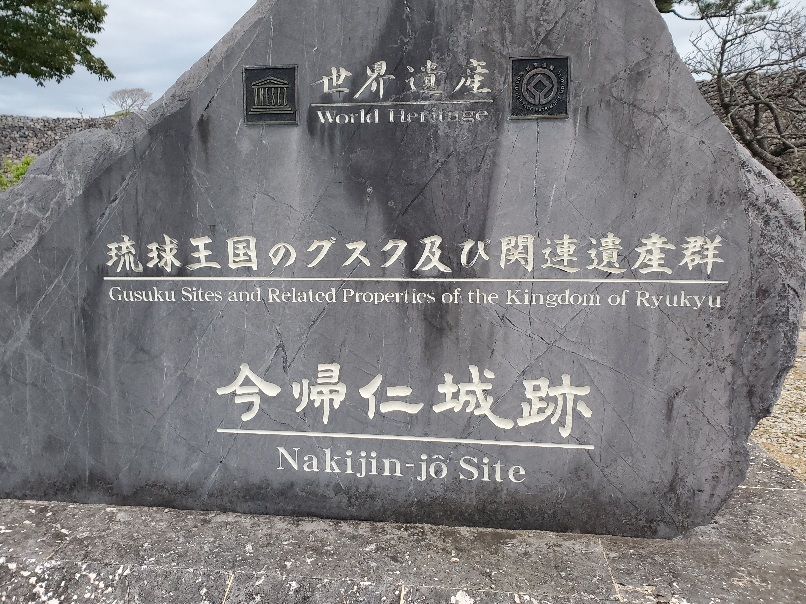 UNESCO
世界遺産
World Heritage
琉球王国のグスク及び関連遺産群
Gusuku Sites and Related Properties of the Kingdom of Ryukyu
今帰仁城跡
Nakijin-jô Site